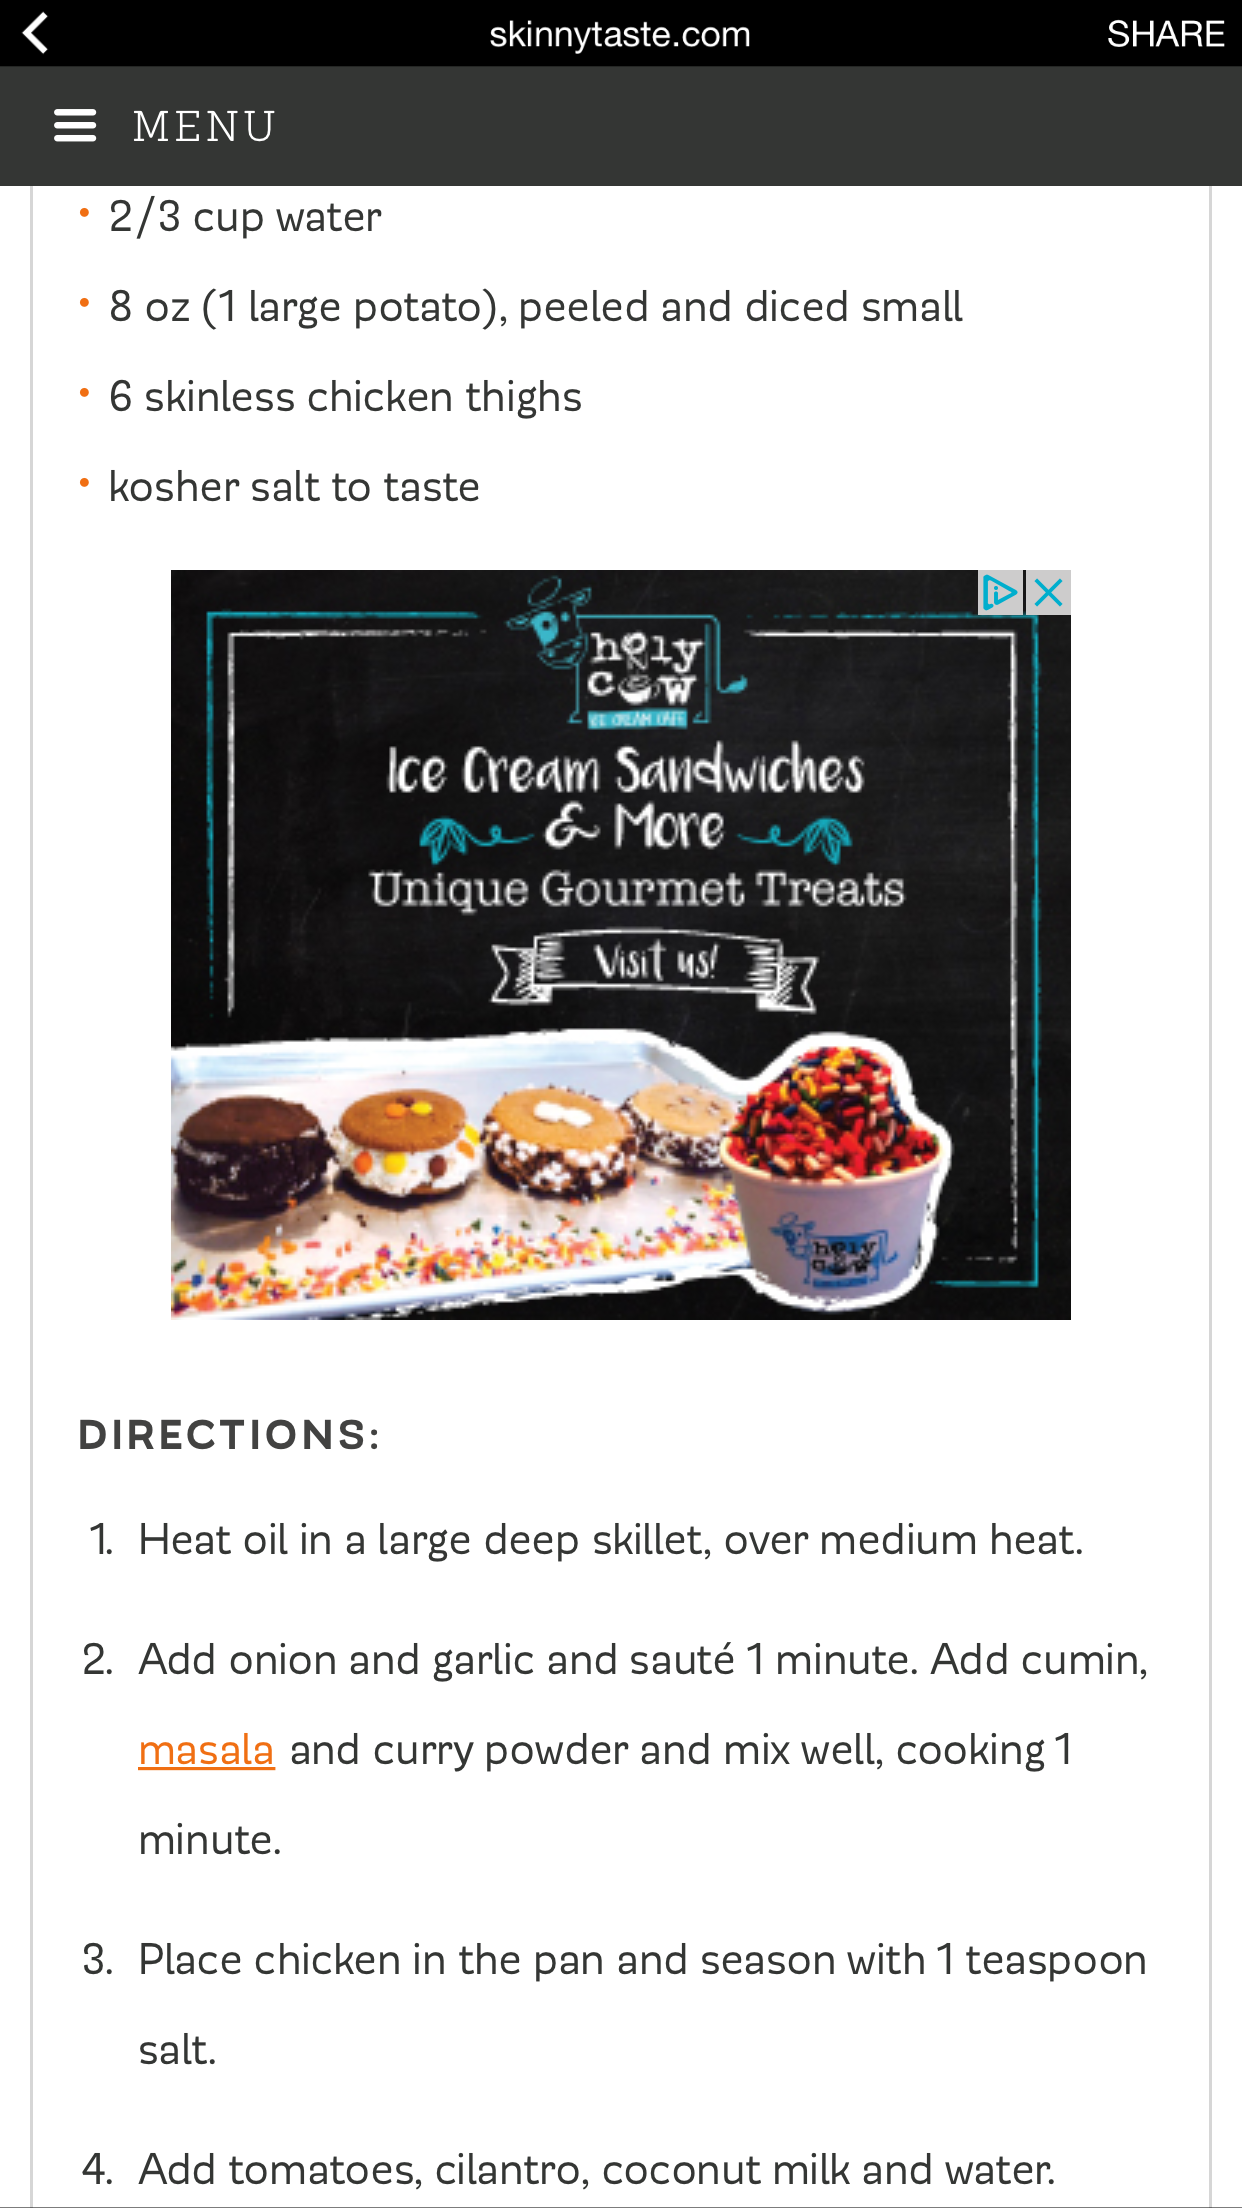 skinnytaste.com
SHARE
MENU
• 2/3 cup water
• 8 oz (1 large potato), peeled and diced small
• 6 skinless chicken thighs
• kosher salt to taste
holy
cow
ICE CREAM CAFE
Ice Cream Sandwiches
& More
Unique Gourmet Treats
Visit us!
holy
cow
DIRECTIONS:
1. Heat oil in a large deep skillet, over medium heat.
2. Add onion and garlic and sauté 1 minute. Add cumin,
masala and curry powder and mix well, cooking 1
minute.
3. Place chicken in the pan and season with 1 teaspoon
salt.
4. Add tomatoes, cilantro, coconut milk and water.